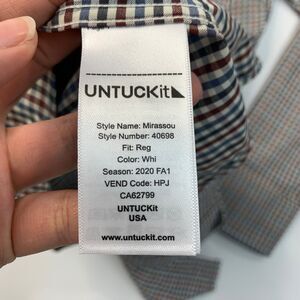 UNTUCKit
Style Name: Mirassou
Style Number: 40698
Fit: Reg
Color: Whi
Season: 2020 FA1
VEND Code: HPJ
CA62799
UNTUCKit
USA
www.untuckit.com